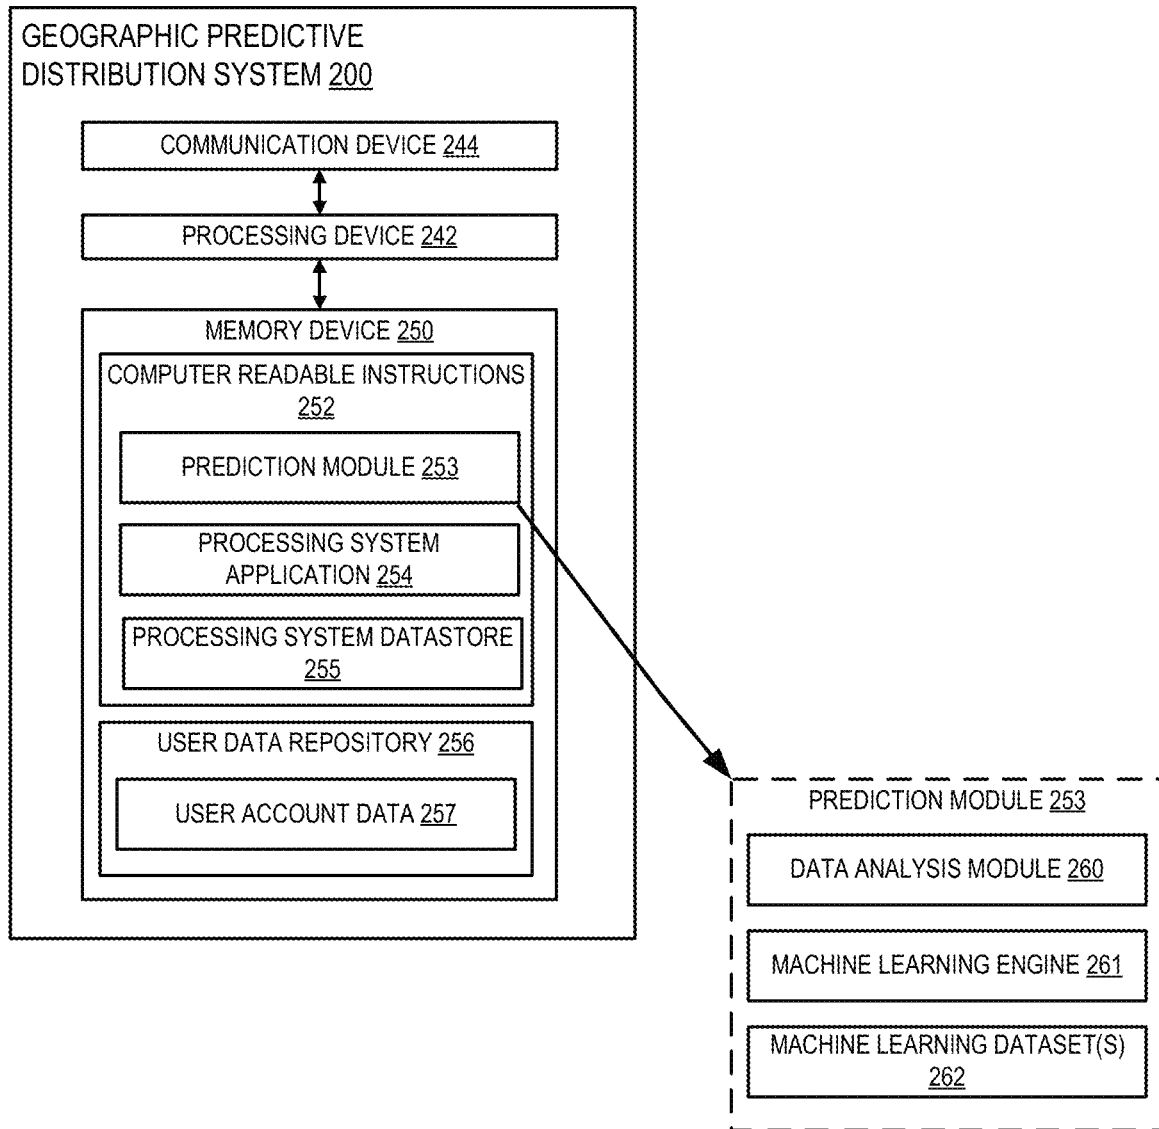 GEOGRAPHIC PREDICTIVE
DISTRIBUTION SYSTEM 200
COMMUNICATION DEVICE 244
PROCESSING DEVICE 242
MEMORY DEVICE 250
COMPUTER READABLE INSTRUCTIONS
252
PREDICTION MODULE 253
PROCESSING SYSTEM
APPLICATION 254
PROCESSING SYSTEM DATASTORE
255
USER DATA REPOSITORY 256
USER ACCOUNT DATA 257
PREDICTION MODULE 253
DATA ANALYSIS MODULE 260
MACHINE LEARNING ENGINE 261
MACHINE LEARNING DATASET(S)
262